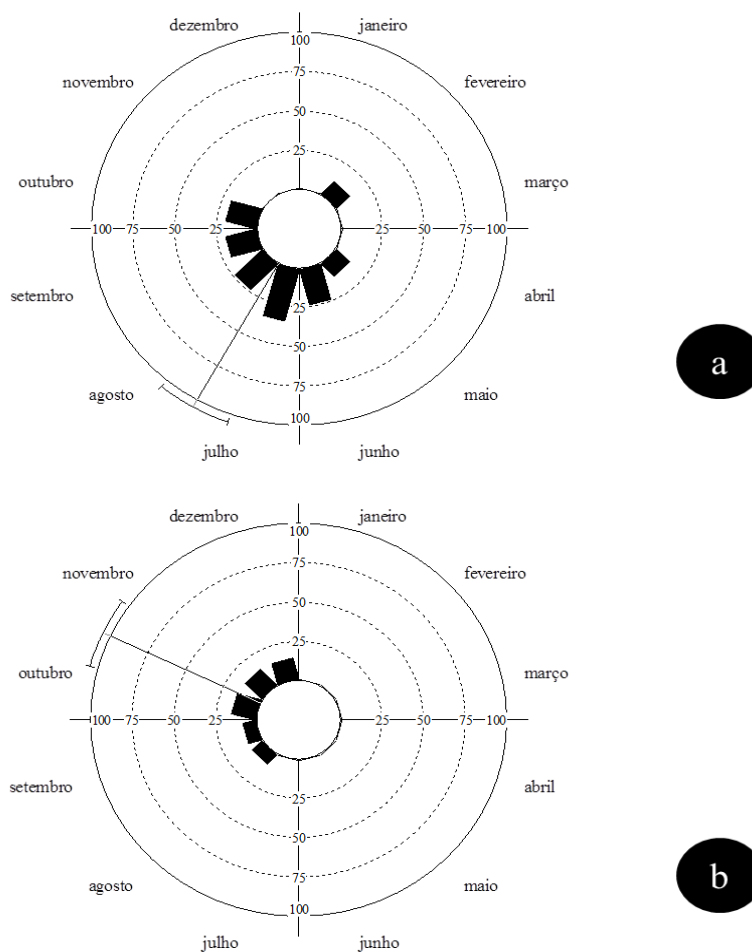 dezembro janeiro
100
novembro 75 fevereiro
50
outubro 25 março
100 75 50 25 25 50 75 100
setembro abril
25
50
agosto 75 maio
100
a
julho junho
dezembro janeiro
100
novembro 75 fevereiro
50
outubro 25 março
100 75 50 25 25 50 75 100
setembro abril
25
50
agosto 75 maio
100
b
julho junho